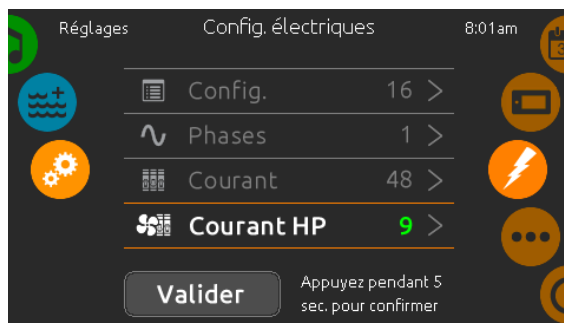 Réglages Config. électriques 8:01am
Config. 16
Phases 1
Courant 48
Courant HP 9
Valider
Appuyez pendant 5
sec. pour confirmer